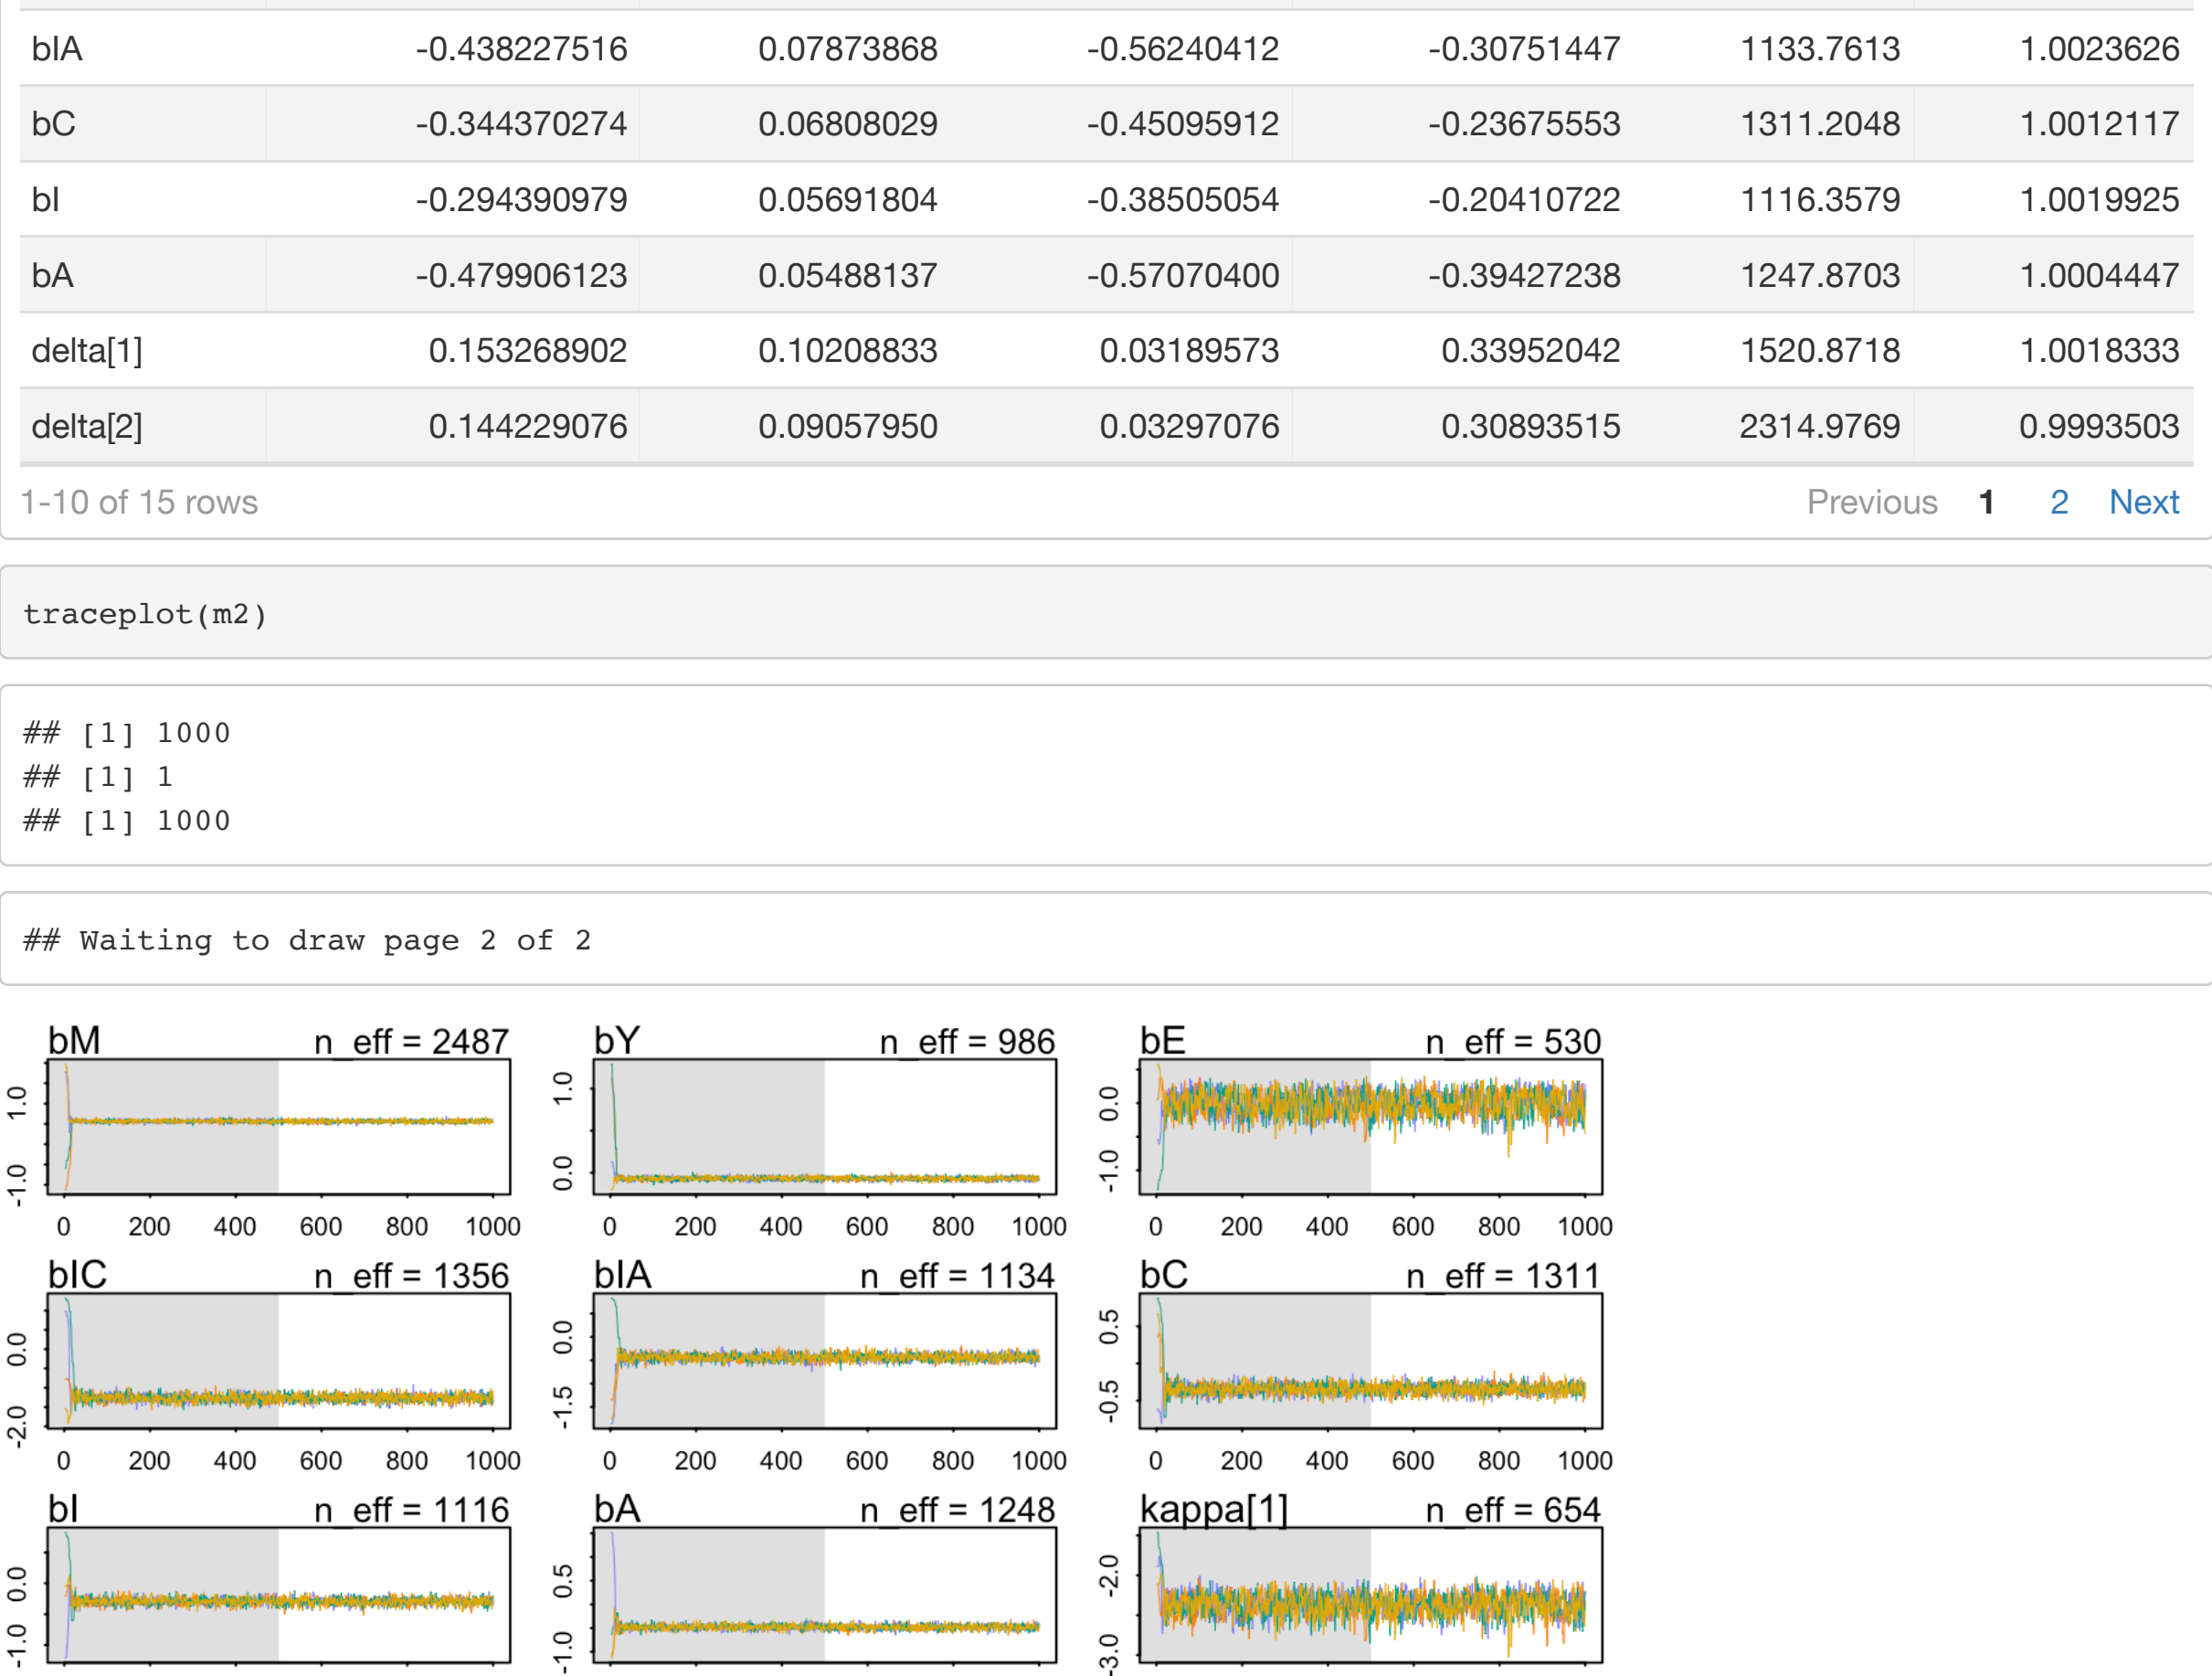 bIA -0.438227516 0.07873868 -0.56240412 -0.30751447 1133.7613 1.0023626
bC -0.344370274 0.06808029 -0.45095912 -0.23675553 1311.2048 1.0012117
bI -0.294390979 0.05691804 -0.38505054 -0.20410722 1116.3579 1.0019925
bA -0.479906123 0.05488137 -0.57070400 -0.39427238 1247.8703 1.0004447
delta[1] 0.153268902 0.10208833 0.03189573 0.33952042 1520.8718 1.0018333
delta[2] 0.144229076 0.09057950 0.03297076 0.30893515 2314.9769 0.9993503
1-10 of 15 rows Previous 1 2 Next
traceplot(m2)
## [1] 1000
## [1] 1
## [1] 1000
## Waiting to draw page 2 of 2
bM n_eff = 2487 bY n_eff = 986 bE n_eff = 530
1.0 1.0 0.0
-1.0 0.0 -1.0
0 200 400 600 800 1000 0 200 400 600 800 1000 0 200 400 600 800 1000
bIC n_eff = 1356 bIA n_eff = 1134 bC n_eff = 1311
0.0 0.0 0.5
-2.0 -1.5 -0.5
0 200 400 600 800 1000 0 200 400 600 800 1000 0 200 400 600 800 1000
bI n_eff = 1116 bA n_eff = 1248 kappa[1] n_eff = 654
0.0 0.5 -2.0
-1.0 -1.0 -3.0